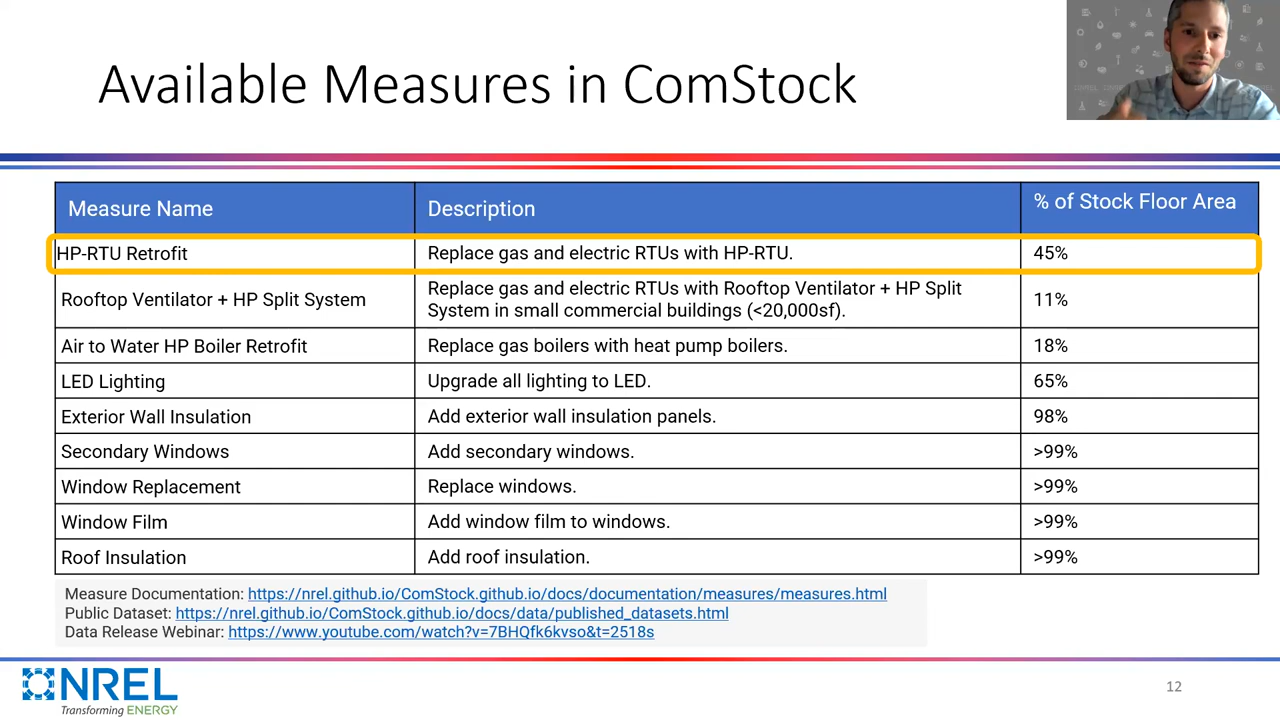 Available Measures in ComStock
Measure Name Description % of Stock Floor Area
HP-RTU Retrofit Replace gas and electric RTUs with HP-RTU. 45%
Rooftop Ventilator + HP Split System Replace gas and electric RTUs with Rooftop Ventilator + HP Split
System in small commercial buildings (<20,000sf). 11%
Air to Water HP Boiler Retrofit Replace gas boilers with heat pump boilers. 18%
LED Lighting Upgrade all lighting to LED. 65%
Exterior Wall Insulation Add exterior wall insulation panels. 98%
Secondary Windows Add secondary windows. >99%
Window Replacement Replace windows. >99%
Window Film Add window film to windows. >99%
Roof Insulation Add roof insulation. >99%
Measure Documentation: https://nrel.github.io/ComStock.github.io/docs/documentation/measures/measures.html
Public Dataset: https://nrel.github.io/ComStock.github.io/docs/data/published_datasets.html
Data Release Webinar: https://www.youtube.com/watch?v=7BHQfk6kvso&t=2518s
NREL
Transforming ENERGY
12